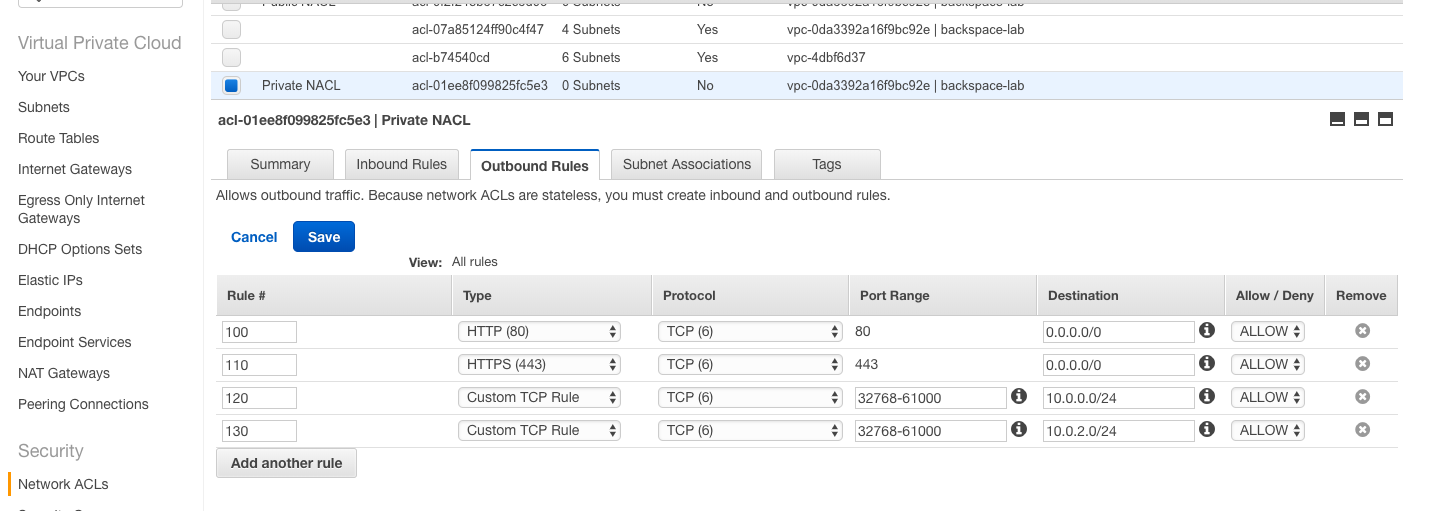 Public NACL No backspace-lab
acl-07a85124ff90c4f47 4 Subnets Yes vpc-0da3392a16f9bc92e | backspace-lab
acl-b74540cd 6 Subnets Yes vpc-4dbf6d37
Private NACL acl-01ee8f099825fc5e3 0 Subnets No vpc-0da3392a16f9bc92e | backspace-lab
Virtual Private Cloud
Your VPCs
Subnets
Route Tables
Internet Gateways
Egress Only Internet
Gateways
DHCP Options Sets
Elastic IPs
Endpoints
Endpoint Services
NAT Gateways
Peering Connections
Security
Network ACLs
acl-01ee8f099825fc5e3 | Private NACL
Summary Inbound Rules Outbound Rules Subnet Associations Tags
Allows outbound traffic. Because network ACLs are stateless, you must create inbound and outbound rules.
Cancel Save
View: All rules
Rule # Type Protocol Port Range Destination Allow / Deny Remove
100 HTTP (80) TCP (6) 80 0.0.0.0/0 ALLOW
110 HTTPS (443) TCP (6) 443 0.0.0.0/0 ALLOW
120 Custom TCP Rule TCP (6) 32768-61000 10.0.0.0/24 ALLOW
130 Custom TCP Rule TCP (6) 32768-61000 10.0.2.0/24 ALLOW
Add another rule